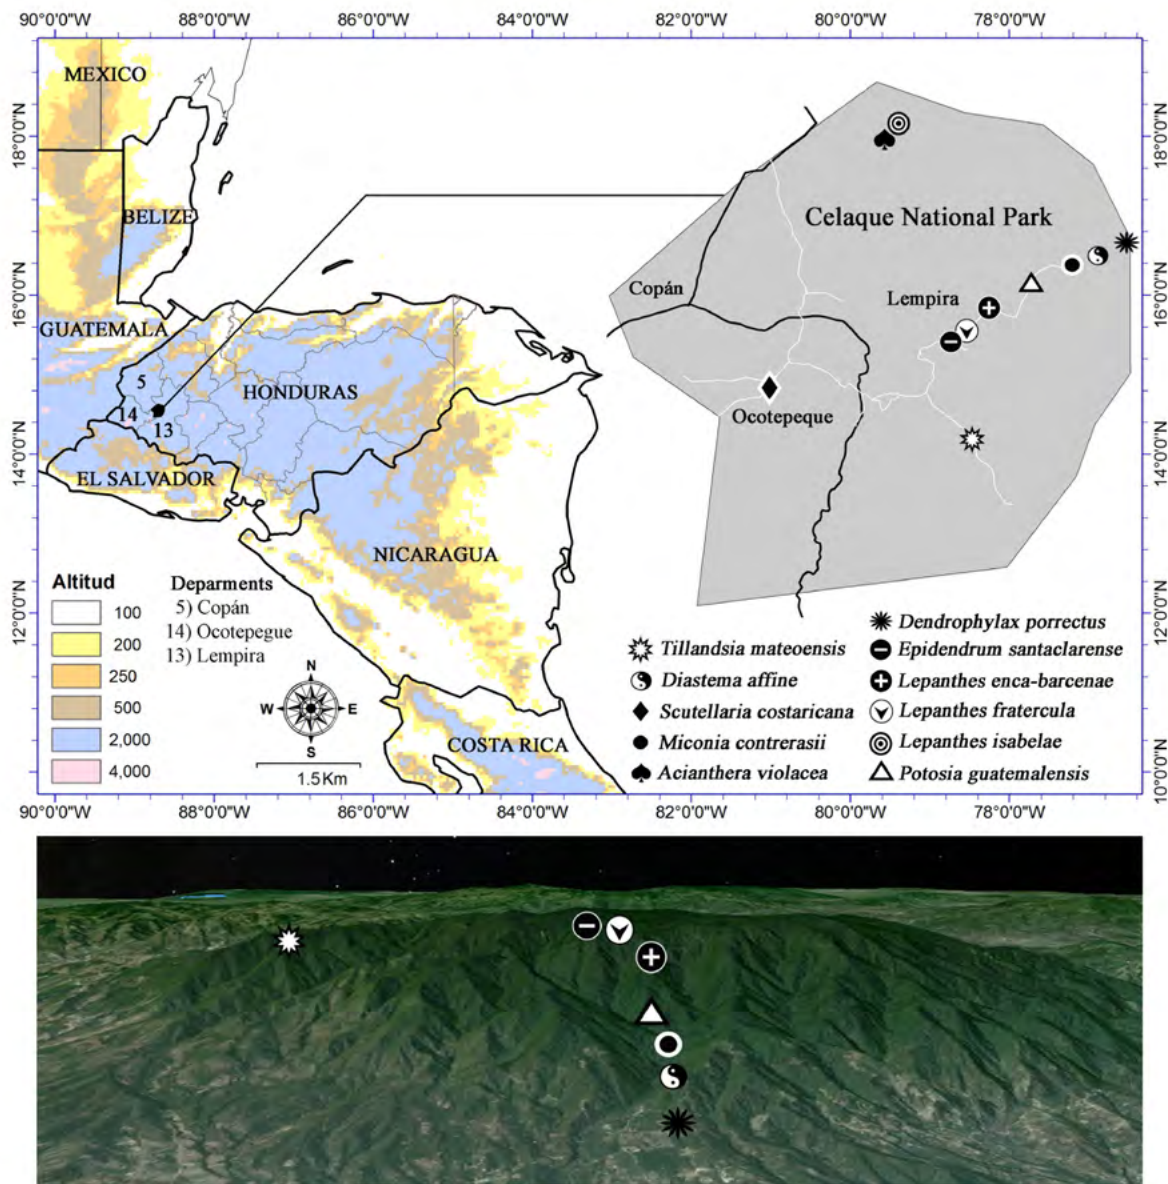 90°0'0"W 88°0'0"W 86°0'0"W 84°0'0"W 82°0'0"W 80°0'0"W 78°0'0"W
MEXICO
18°0'0"N
18°0'0"N
BELIZE
Celaque National Park
16°0'0"N
16°0'0"N
Copán
Lempira
GUATEMALA
HONDURAS
5
14
13
Ocotepeque
14°0'0"N
14°0'0"N
EL SALVADOR
NICARAGUA
Altitud
100
200
250
500
2,000
4,000
Deparments
5) Copán
14) Ocotepegue
13) Lempira
12°0'0"N
12°0'0"N
N
W E
S
1.5Km
COSTA RICA
Tillandsia mateoensis
Diastema affine
Scutellaria costaricana
Miconia contrerasii
Acianthera violacea
Dendrophylax porrectus
Epidendrum santaclarense
Lepanthes enca-barcenae
Lepanthes fratercula
Lepanthes isabelae
Potosia guatemalensis
10°0'0"N
10°0'0"N
90°0'0"W 88°0'0"W 86°0'0"W 84°0'0"W 82°0'0"W 80°0'0"W 78°0'0"W